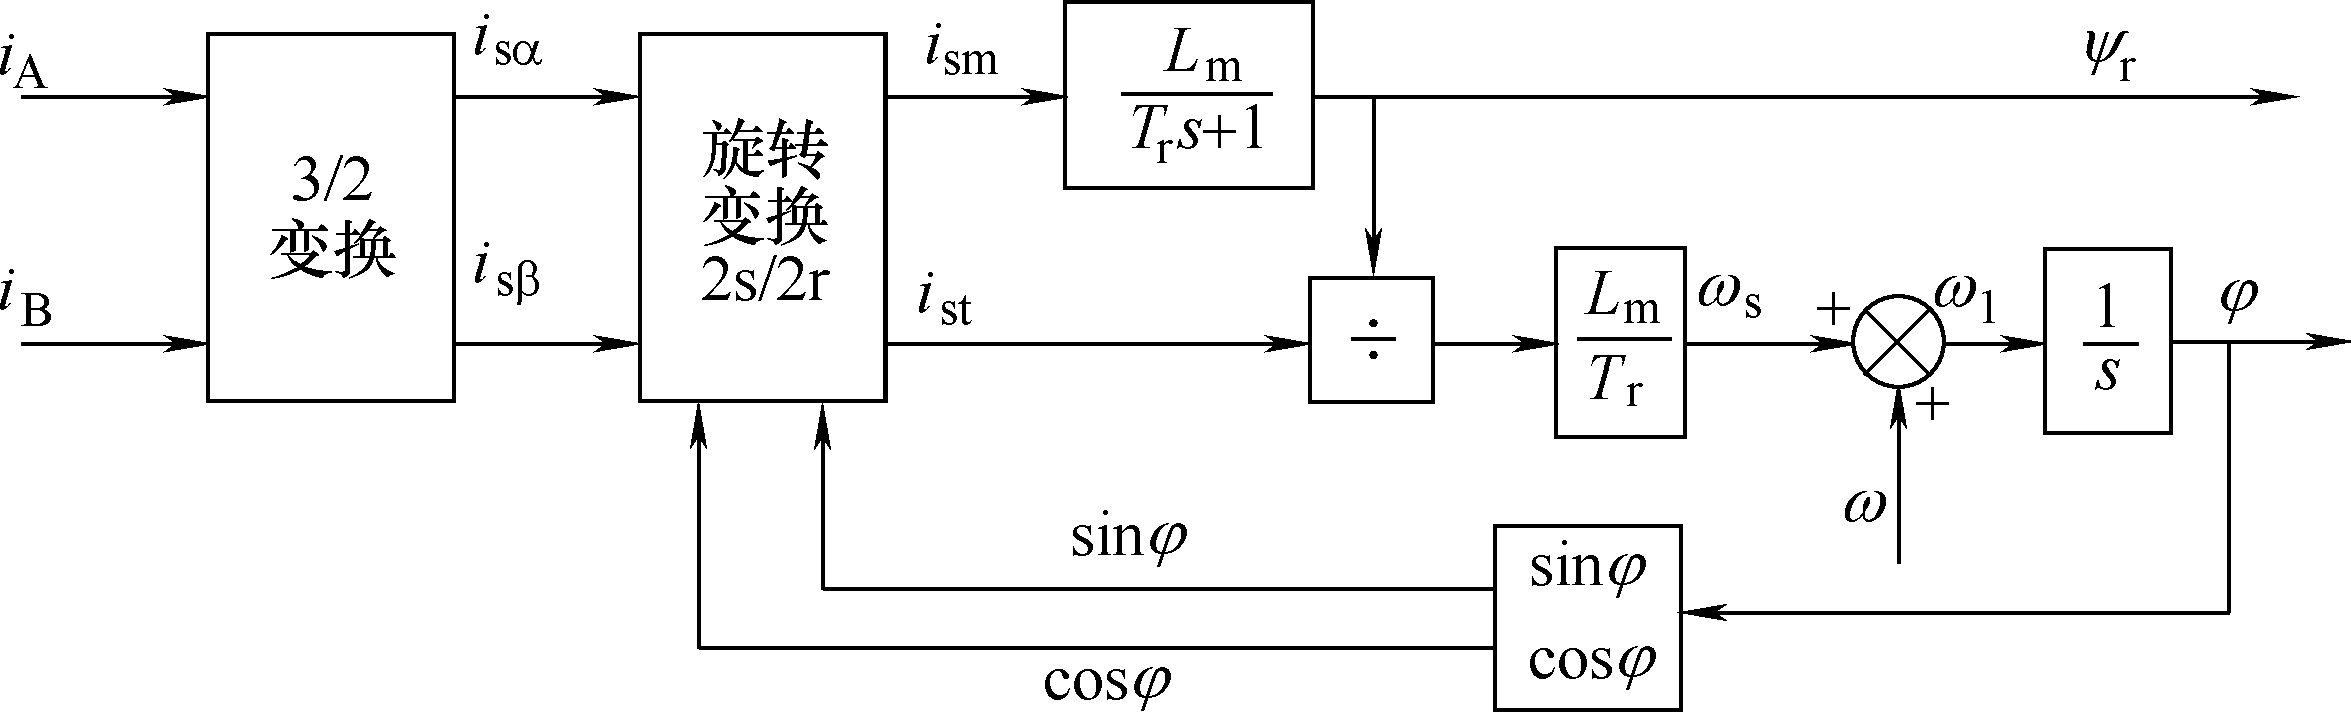 iA
isα
ism
Lm
Trs+1
ψr
3/2
变换
旋转
变换
2s/2r
iB
isβ
ist
÷
Lm
Tr
ωs
+
+
ω1
1
s
φ
ω
sinφ
cosφ
sinφ
cosφ